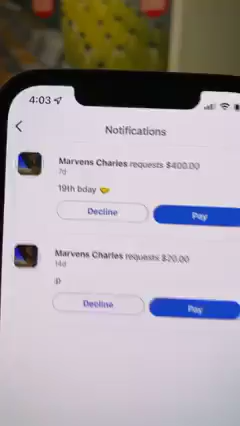 4:03
Notifications
Marvens Charles requests $400.00
7d
19th bday 🤝
Decline
Pay
Marvens Charles requests $20.00
14d
Decline
Pay